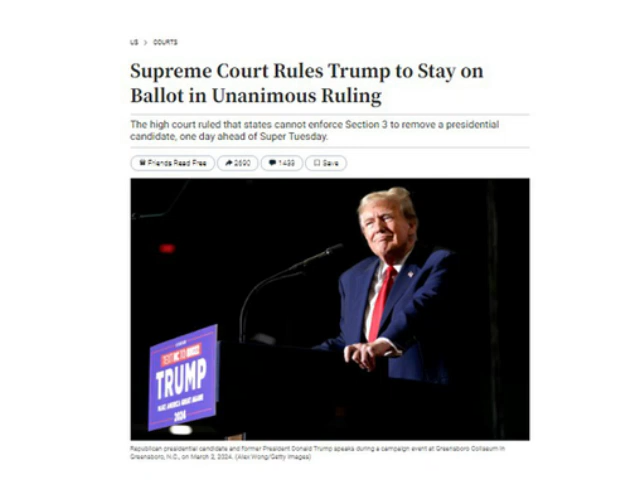 US > COURTS
Supreme Court Rules Trump to Stay on
Ballot in Unanimous Ruling
The high court ruled that states cannot enforce Section 3 to remove a presidential
candidate, one day ahead of Super Tuesday.
Friends Read Free 2690 1433 Save
TRUMP
MAKE AMERICA GREAT AGAIN!
2024
Republican presidential candidate and former President Donald Trump speaks during a campaign event at Greensboro Coliseum in
Greensboro, N.C., on March 2, 2024. (Alex Wong/Getty Images)